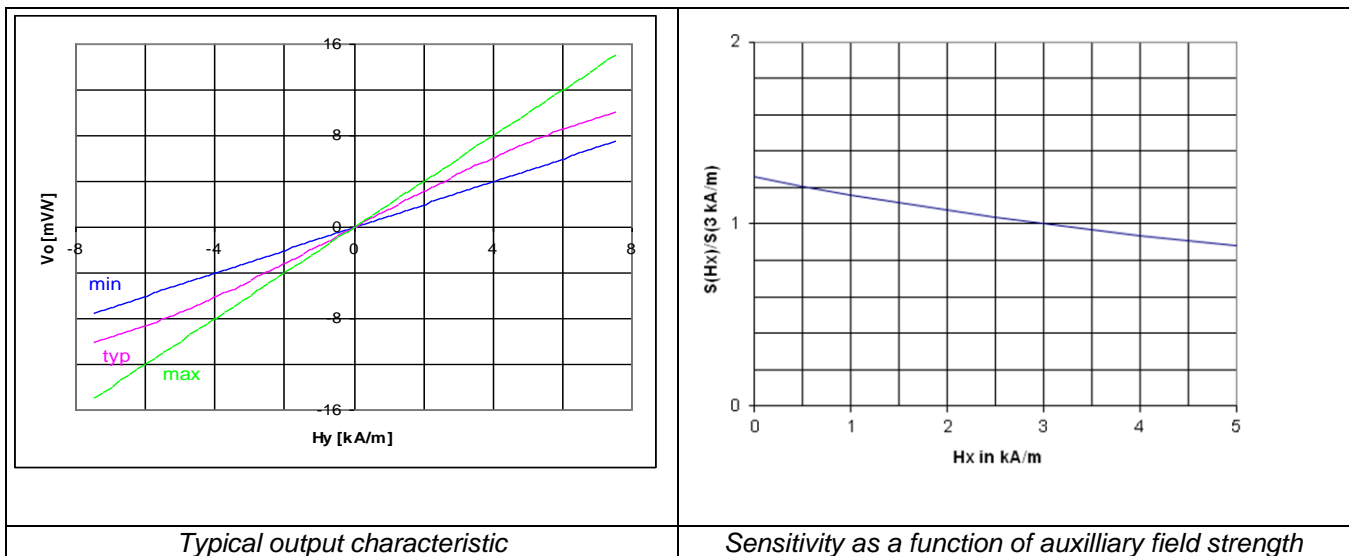 16
8
0
-8
-16
-8
-4
0
4
8
Vo [mV/V]
Hy [kA/m]
min
typ
max
2
1
0
0
1
2
3
4
5
S(Hx)/S(3 kA/m)
Hx in kA/m
Typical output characteristic
Sensitivity as a function of auxilliary field strength